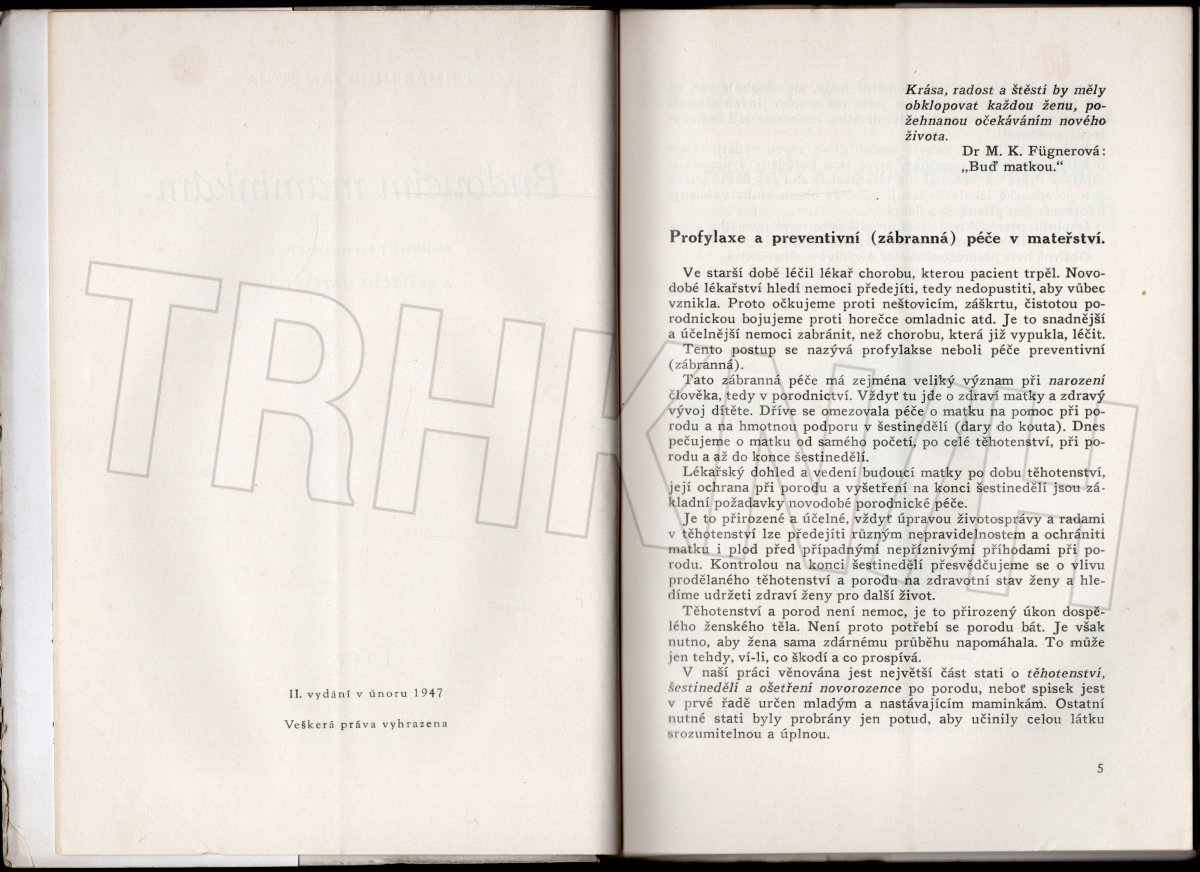 II. vydání v únoru 1947
Veškerá práva vyhrazena
Krása, radost a štěstí by měly
obklopovat každou ženu, po-
žehnanou očekáváním nového
života.
Dr M. K. Fügnerová:
„Buď matkou.“
Profylaxe a preventivní (zábranná) péče v mateřství.
Ve starší době léčil lékař chorobu, kterou pacient trpěl. Novo-
dobé lékařství hledí nemoci předejíti, tedy nedopustiti, aby vůbec
vznikla. Proto očkujeme proti neštovicím, záškrtu, čistotou po-
rodnickou bojujeme proti horečce omladnic atd. Je to snadnější
a účelnější nemoci zabránit, než chorobu, která již vypukla, léčit.
Tento postup se nazývá profylakse neboli péče preventivní
(zábranná).
Tato zábranná péče má zejména veliký význam při narození
člověka, tedy v porodnictví. Vždyť tu jde o zdraví matky a zdravý
vývoj dítěte. Dříve se omezovala péče o matku na pomoc při po-
rodu a na hmotnou podporu v šestinedělí (dary do kouta). Dnes
pečujeme o matku od samého početí, po celé těhotenství, při po-
rodu a až do konce šestinedělí.
Lékařský dohled a vedení budoucí matky po dobu těhotenství,
její ochrana při porodu a vyšetření na konci šestinedělí jsou zá-
kladní požadavky novodobé porodnické péče.
Je to přirozené a účelné, vždyť úpravou životosprávy a radami
v těhotenství lze předejíti různým nepravidelnostem a ochrániti
matku i plod před případnými nepříznivými příhodami při po-
rodu. Kontrolou na konci šestinedělí přesvědčujeme se o vlivu
prodělaného těhotenství a porodu na zdravotní stav ženy a hle-
díme udržeti zdraví ženy pro další život.
Těhotenství a porod není nemoc, je to přirozený úkon dospě-
lého ženského těla. Není proto potřebí se porodu bát. Je však
nutno, aby žena sama zdárnému průběhu napomáhala. To může
jen tehdy, ví-li, co škodí a co prospívá.
V naší práci věnována jest největší část stati o těhotenství,
šestinedělí a ošetření novorozence po porodu, neboť spisek jest
v prvé řadě určen mladým a nastávajícím maminkám. Ostatní
nutné stati byly probrány jen potud, aby učinily celou látku
srozumitelnou a úplnou.
5
TRHKNIH